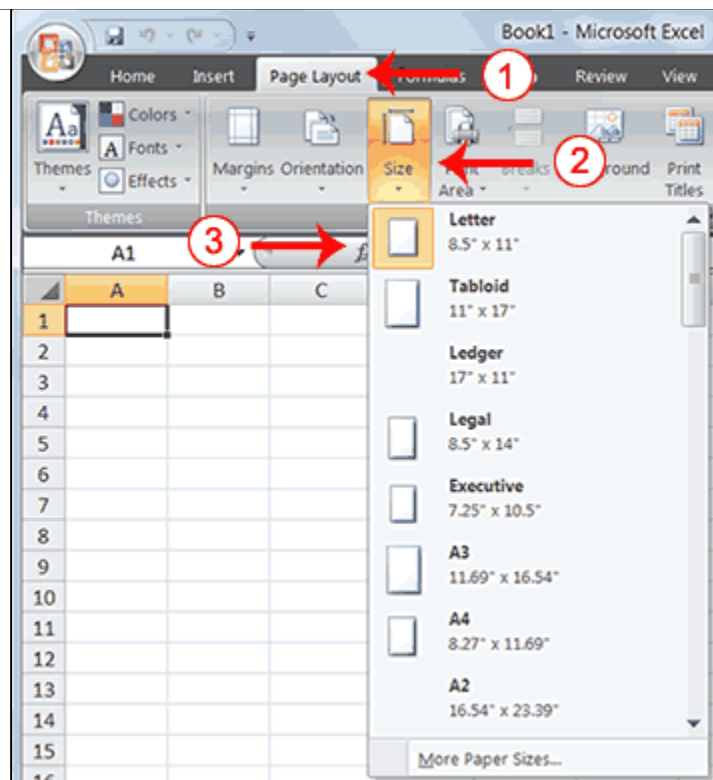 Book1 - Microsoft Excel
Home Insert Page Layout Formulas 1 Review View
Aa Colors
A Fonts
Effects
Themes Margins Orientation Size Print Area Breaks 2 Print Titles
Themes
A1 3
A B C
1
2
3
4
5
6
7
8
9
10
11
12
13
14
15
16
Letter
8.5" x 11"
Tabloid
11" x 17"
Ledger
17" x 11"
Legal
8.5" x 14"
Executive
7.25" x 10.5"
A3
11.69" x 16.54"
A4
8.27" x 11.69"
A2
16.54" x 23.39"
More Paper Sizes...